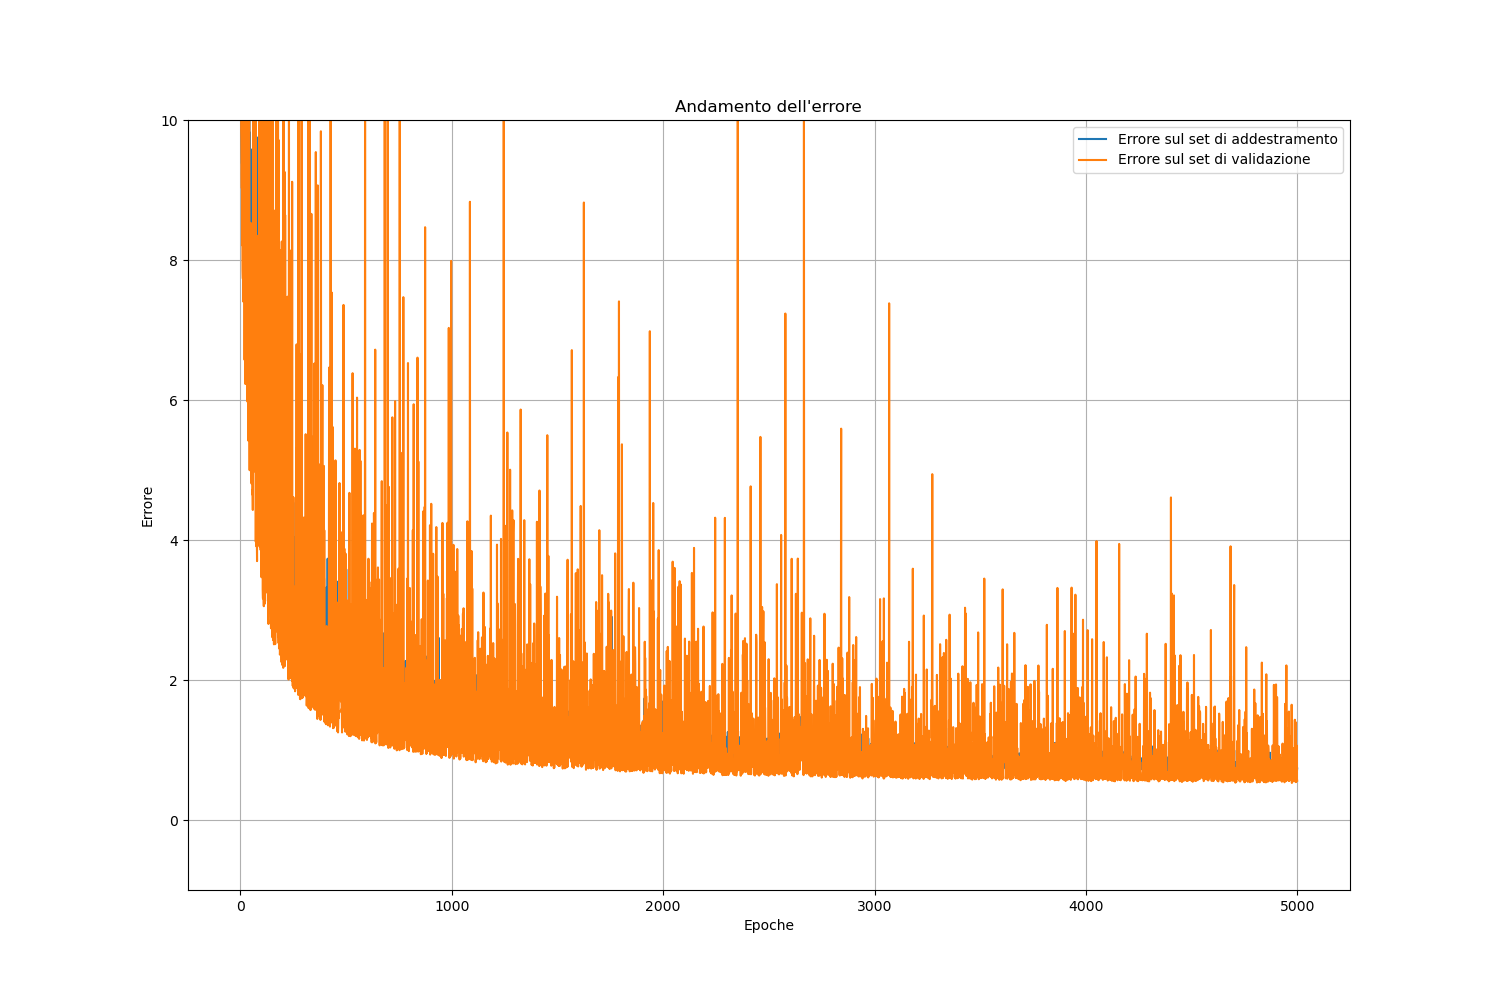 Andamento dell'errore
10
8
6
4
2
0
Errore
Errore sul set di addestramento
Errore sul set di validazione
0 1000 2000 3000 4000 5000
Epoche